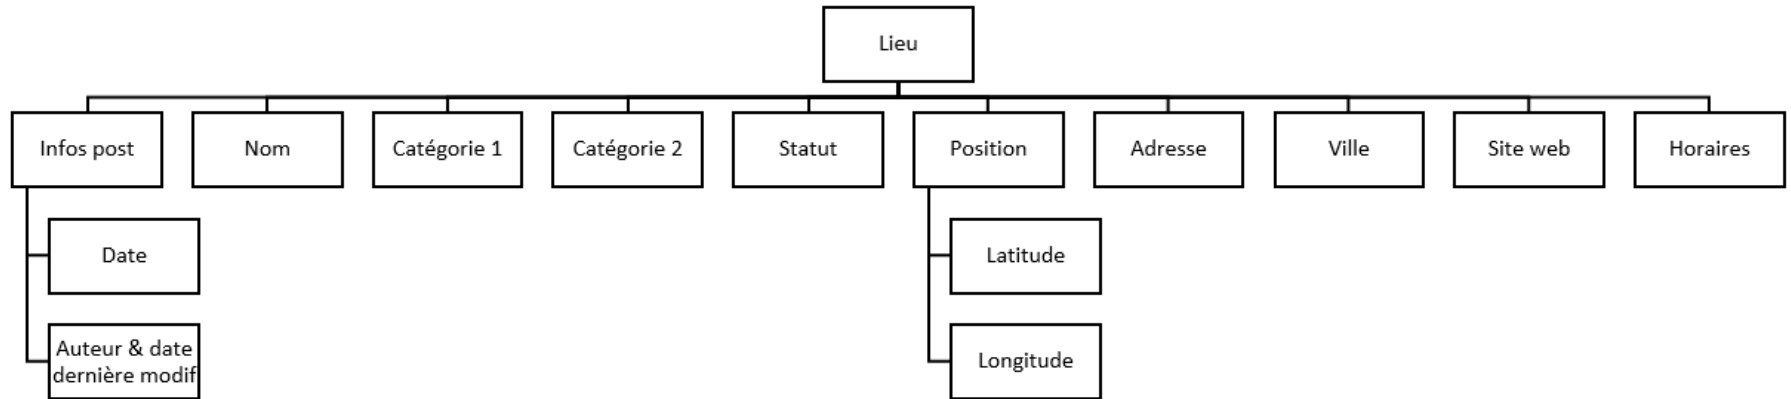 Lieu
Infos post
Nom
Catégorie 1
Catégorie 2
Statut
Position
Adresse
Ville
Site web
Horaires
Date
Latitude
Auteur & date
dernière modif
Longitude